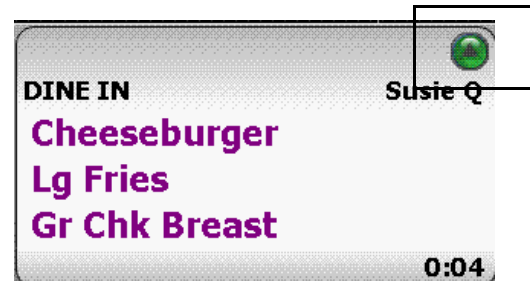 DINE IN Susie Q
Cheeseburger
Lg Fries
Gr Chk Breast
0:04